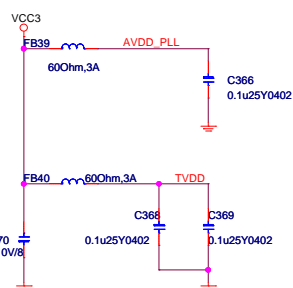 VCC3
FB39 AVDD_PLL
60Ohm,3A
C366
0.1u25Y0402
FB40 60Ohm,3A TVDD
C368 C369
0.1u25Y0402 0.1u25Y0402
70
0V/8